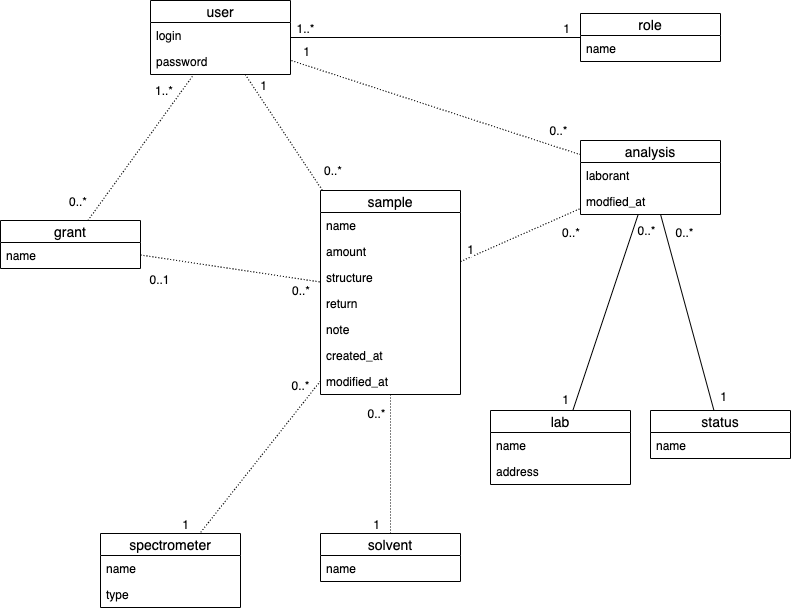 user
login
password
1..*
1
role
name
1
1..*
1
0..*
analysis
laborant
modfied_at
0..*
0..*
grant
name
0..1
sample
name
amount
structure
return
note
created_at
modified_at
0..*
0..*
0..*
1
0..*
0..*
0..*
1
1
lab
name
address
status
name
1
spectrometer
name
type
1
solvent
name